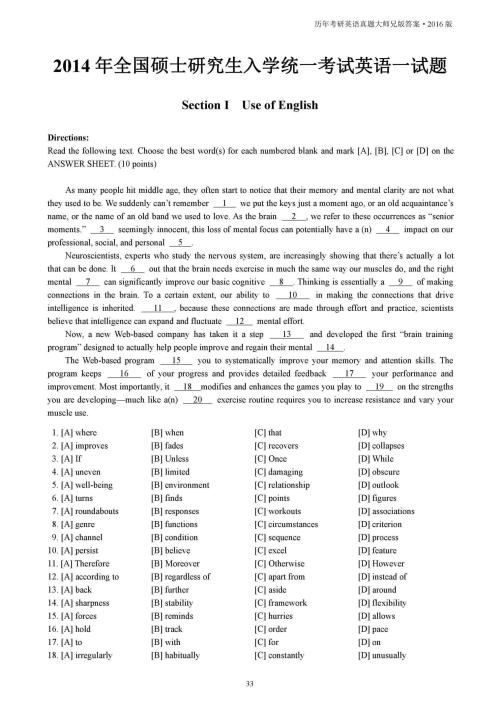 历年考研英语真题大师兄版答案·2016 版
2014 年全国硕士研究生入学统一考试英语一试题
Section I Use of English
Directions:
Read the following text. Choose the best word(s) for each numbered blank and mark [A], [B], [C] or [D] on the
ANSWER SHEET. (10 points)
As many people hit middle age, they often start to notice that their memory and mental clarity are not what
they used to be. We suddenly can't remember 1 we put the keys just a moment ago, or an old acquaintance's
name, or the name of an old band we used to love. As the brain 2 , we refer to these occurrences as “senior
moments.” 3 seemingly innocent, this loss of mental focus can potentially have a (n) 4 impact on our
professional, social, and personal 5 .
Neuroscientists, experts who study the nervous system, are increasingly showing that there's actually a lot
that can be done. It 6 out that the brain needs exercise in much the same way our muscles do, and the right
mental 7 can significantly improve our basic cognitive 8 . Thinking is essentially a 9 of making
connections in the brain. To a certain extent, our ability to 10 in making the connections that drive
intelligence is inherited. 11 , because these connections are made through effort and practice, scientists
believe that intelligence can expand and fluctuate 12 mental effort.
Now, a new Web-based company has taken it a step 13 and developed the first “brain training
program” designed to actually help people improve and regain their mental 14 .
The Web-based program 15 you to systematically improve your memory and attention skills. The
program keeps 16 of your progress and provides detailed feedback 17 your performance and
improvement. Most importantly, it 18 modifies and enhances the games you play to 19 on the strengths
you are developing—much like a(n) 20 exercise routine requires you to increase resistance and vary your
muscle use.
1. [A] where [B] when [C] that [D] why
2. [A] improves [B] fades [C] recovers [D] collapses
3. [A] If [B] Unless [C] Once [D] While
4. [A] uneven [B] limited [C] damaging [D] obscure
5. [A] well-being [B] environment [C] relationship [D] outlook
6. [A] turns [B] finds [C] points [D] figures
7. [A] roundabouts [B] responses [C] workouts [D] associations
8. [A] genre [B] functions [C] circumstances [D] criterion
9. [A] channel [B] condition [C] sequence [D] process
10. [A] persist [B] believe [C] excel [D] feature
11. [A] Therefore [B] Moreover [C] Otherwise [D] However
12. [A] according to [B] regardless of [C] apart from [D] instead of
13. [A] back [B] further [C] aside [D] around
14. [A] sharpness [B] stability [C] framework [D] flexibility
15. [A] forces [B] reminds [C] hurries [D] allows
16. [A] hold [B] track [C] order [D] pace
17. [A] to [B] with [C] for [D] on
18. [A] irregularly [B] habitually [C] constantly [D] unusually
33